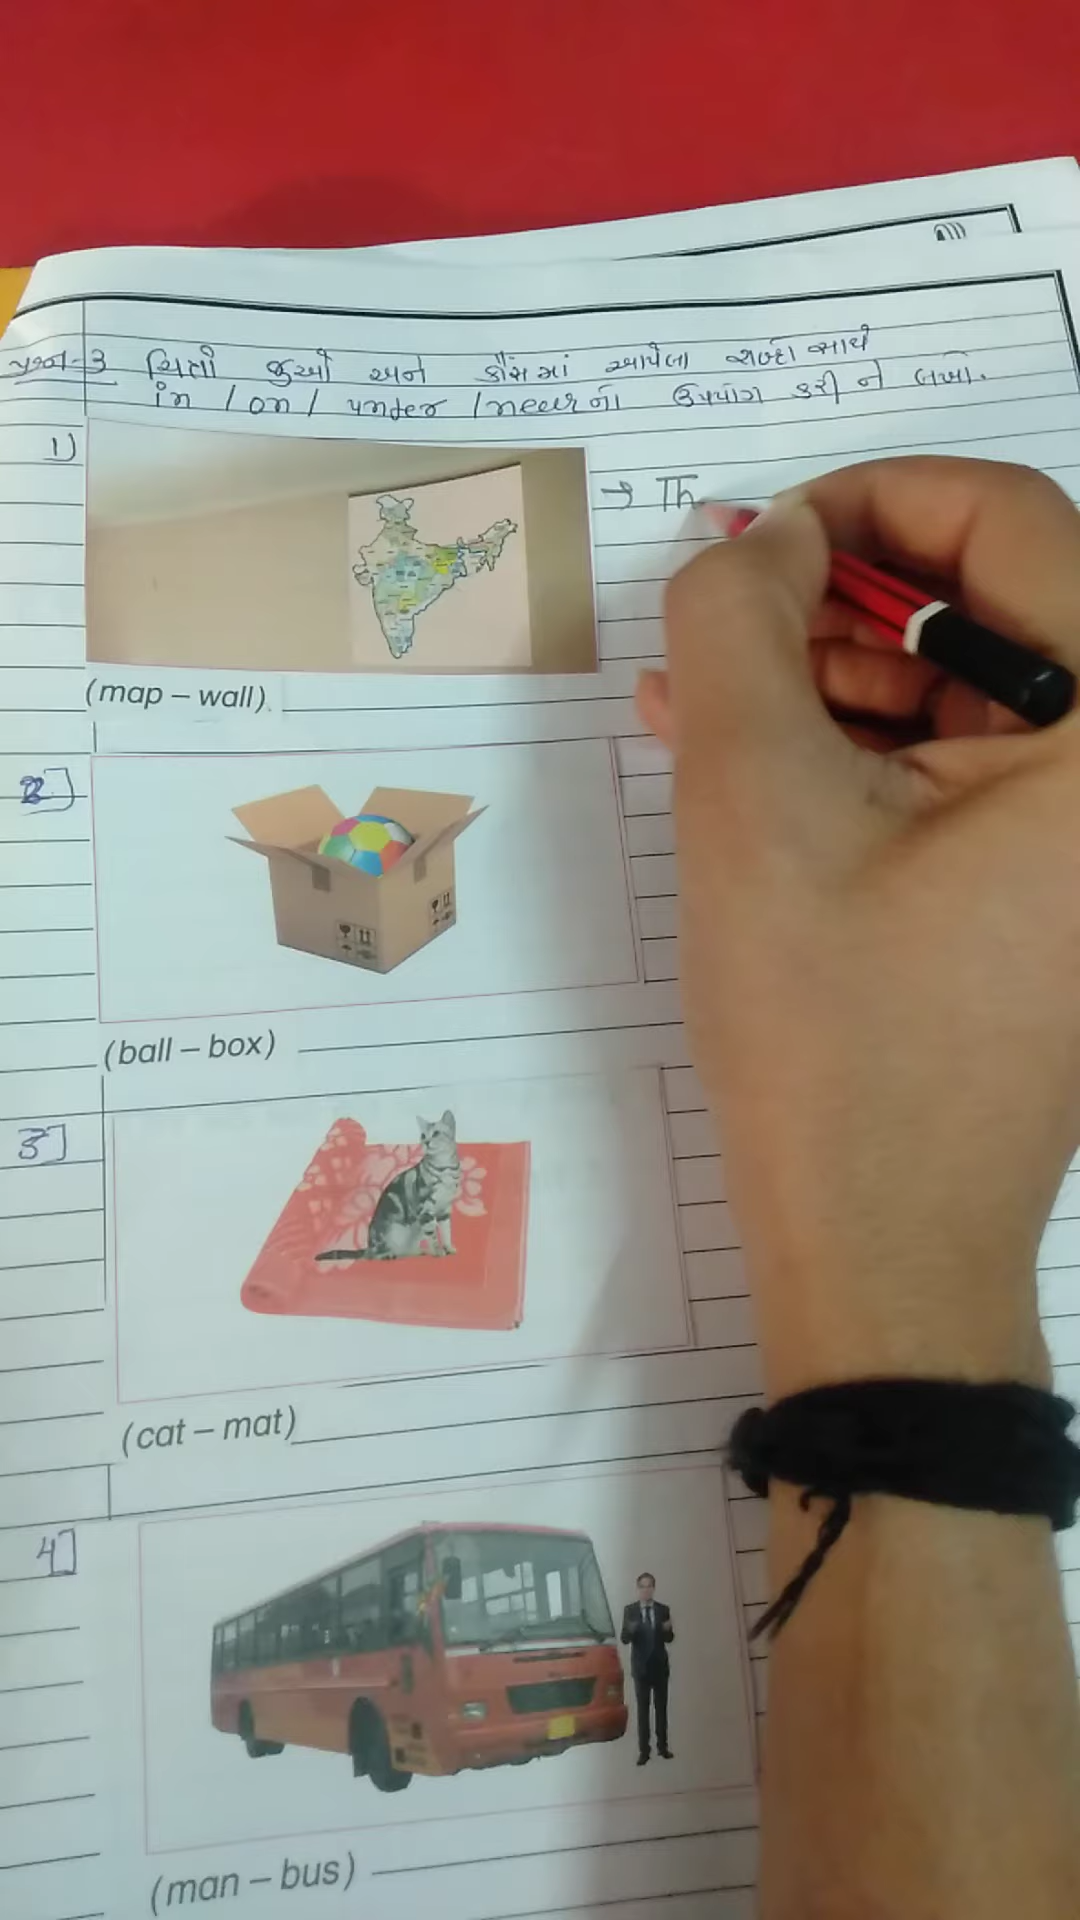 પ્રશ્ન-3 ચિત્રો જુઓ અને કૌંસમાં આપેલા શબ્દો સાથે
in / on / under / near નો ઉપયોગ કરી ને લખો.
1)
→ Th
(map – wall)
2]
(ball – box)
3]
(cat – mat)
4]
(man – bus)